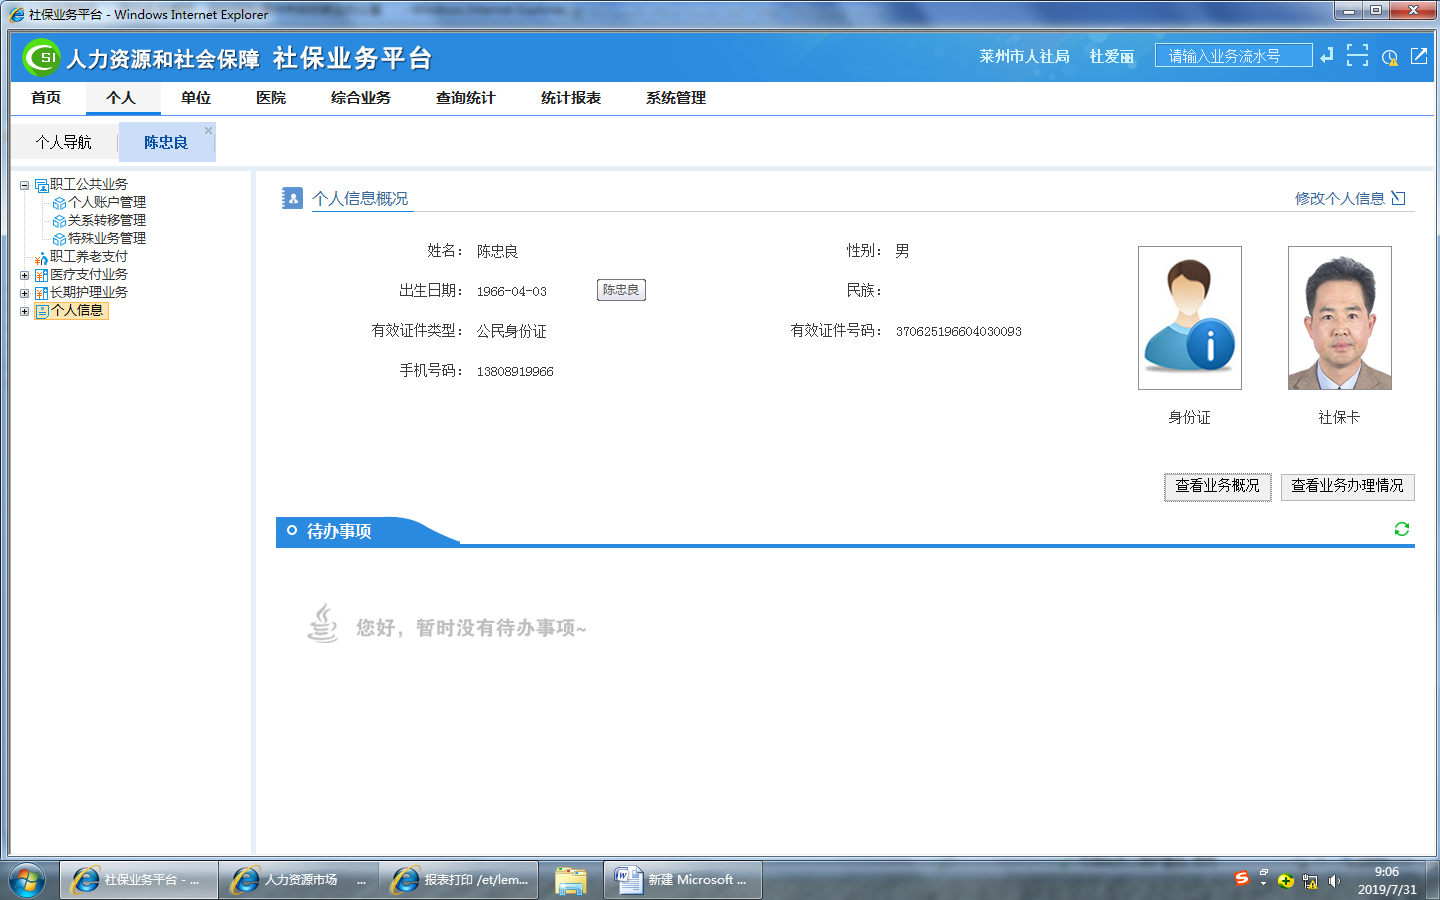 社保业务平台 - Windows Internet Explorer
人力资源和社会保障 社保业务平台
莱州市人社局 杜爱丽 请输入业务流水号
首页 个人 单位 医院 综合业务 查询统计 统计报表 系统管理
个人导航 陈忠良
职工公共业务
个人账户管理
关系转移管理
特殊业务管理
职工养老支付
医疗支付业务
长期护理业务
个人信息
个人信息概况 修改个人信息
姓名： 陈忠良 性别： 男
出生日期： 1966-04-03 陈忠良 民族：
有效证件类型： 公民身份证 有效证件号码： 370625196604030093
手机号码： 13808919966
身份证 社保卡
查看业务概况 查看业务办理情况
待办事项
您好，暂时没有待办事项~
社保业务平台 - ... 人力资源市场 ... 报表打印 /et/lem... 新建 Microsoft ...
9:06
2019/7/31